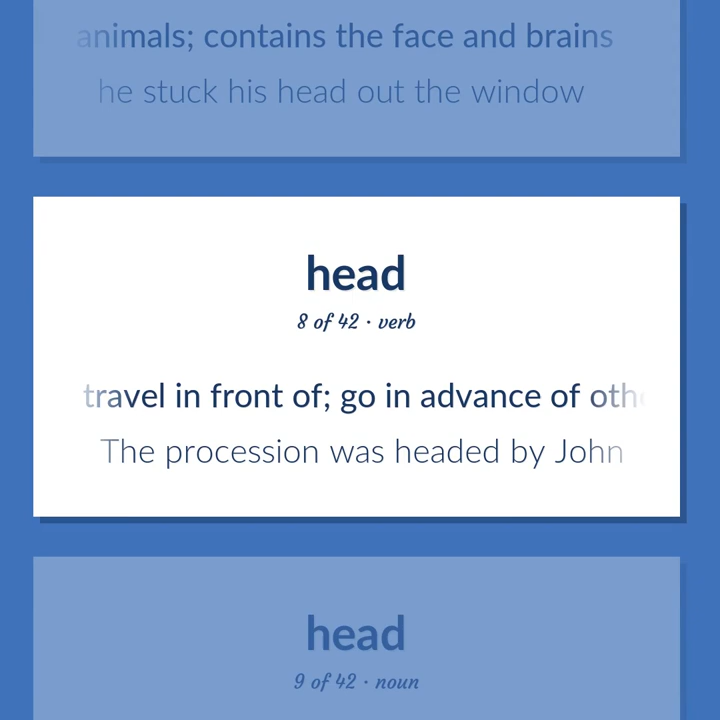 animals; contains the face and brains
he stuck his head out the window
head
8 of 42 · verb
travel in front of; go in advance of oth
The procession was headed by John
head
9 of 42 · noun